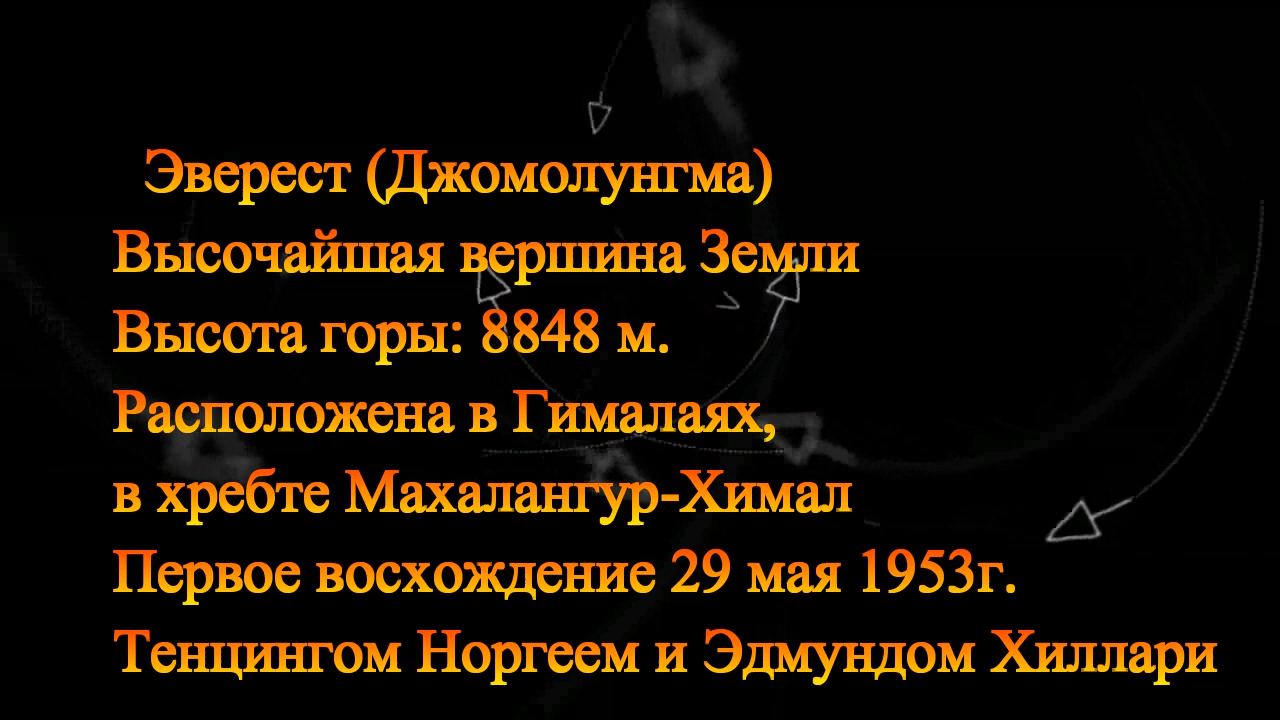 Эверест (Джомолунгма)
Высочайшая вершина Земли
Высота горы: 8848 м.
Расположена в Гималаях,
в хребте Махалангур-Химал
Первое восхождение 29 мая 1953г.
Тенцингом Норгеем и Эдмундом Хиллари